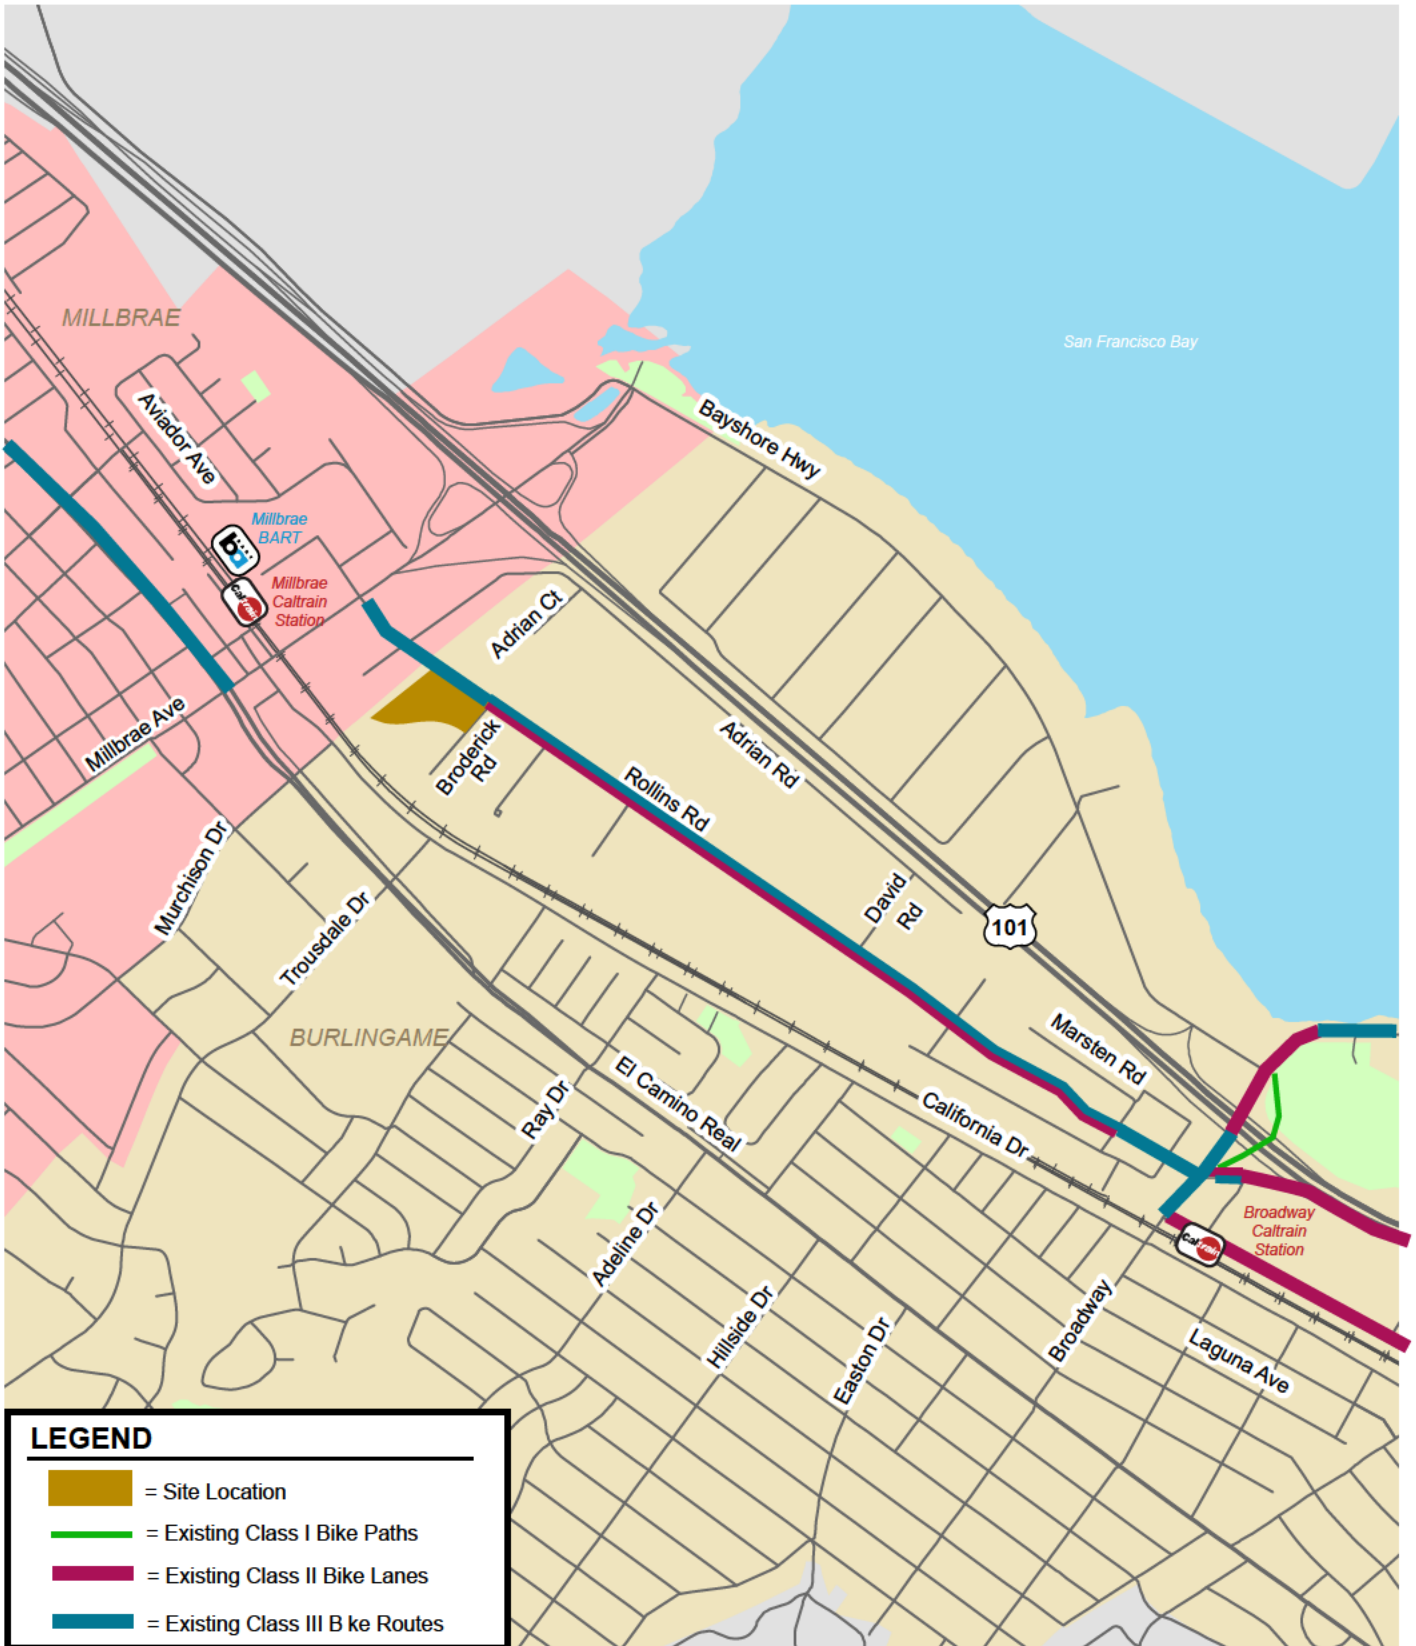 MILLBRAE
San Francisco Bay
Aviador Ave
Bayshore Hwy
Millbrae
BART
ba
Caltrain
Millbrae
Caltrain
Station
Adrian Ct
Millbrae Ave
Broderick
Rd
Adrian Rd
Rollins Rd
Murchison Dr
Trousdale Dr
David
Rd
101
BURLINGAME
Marsten Rd
Ray Dr
El Camino Real
California Dr
Adeline Dr
Broadway
Caltrain
Station
Caltrain
Hillside Dr
Easton Dr
Broadway
Laguna Ave
LEGEND
= Site Location
= Existing Class I Bike Paths
= Existing Class II Bike Lanes
= Existing Class III B ke Routes